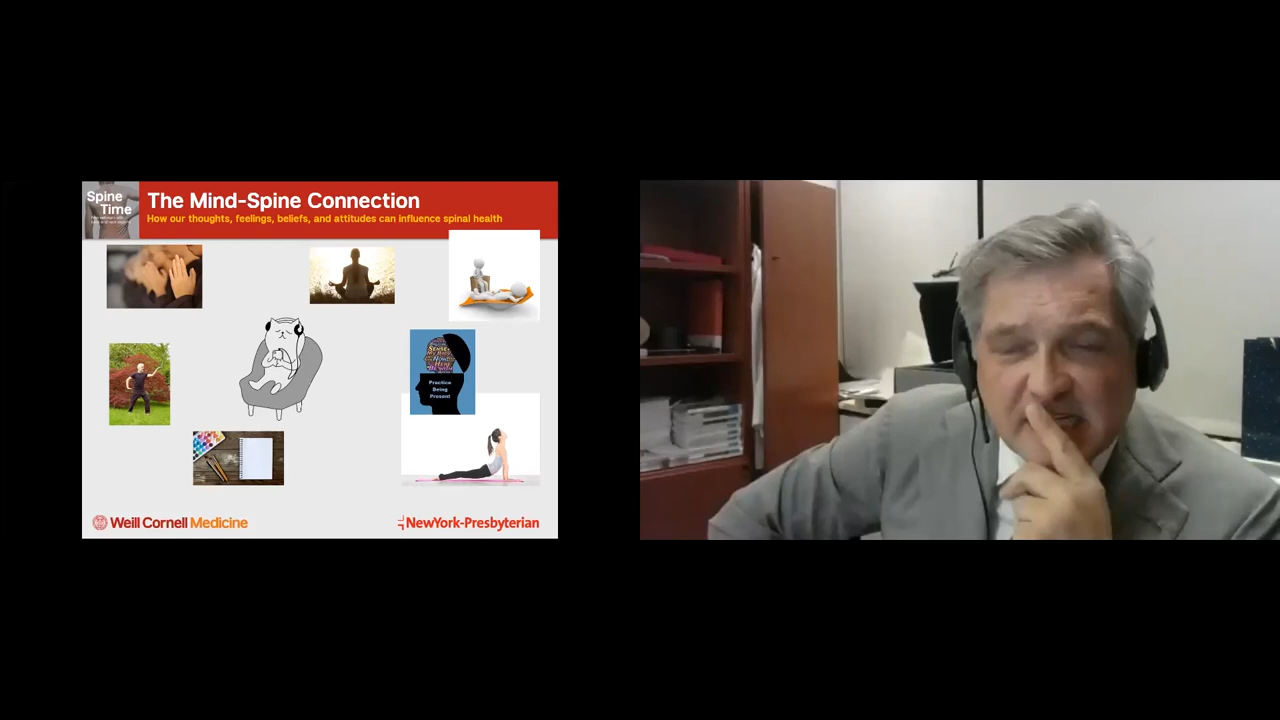 Spine
Time
The Mind-Spine Connection
How our thoughts, feelings, beliefs, and attitudes can influence spinal health
Practice
Being
Present
Weill Cornell Medicine
NewYork-Presbyterian